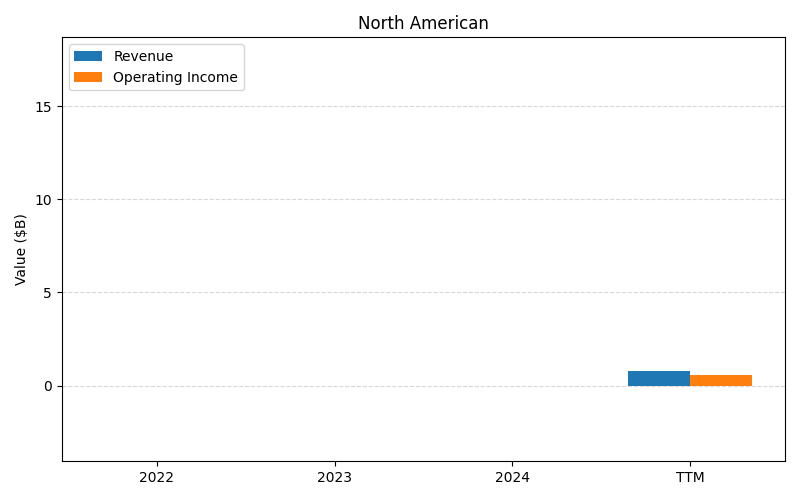 North American
Revenue
Operating Income
Value ($B)
15
10
5
0
2022
2023
2024
TTM